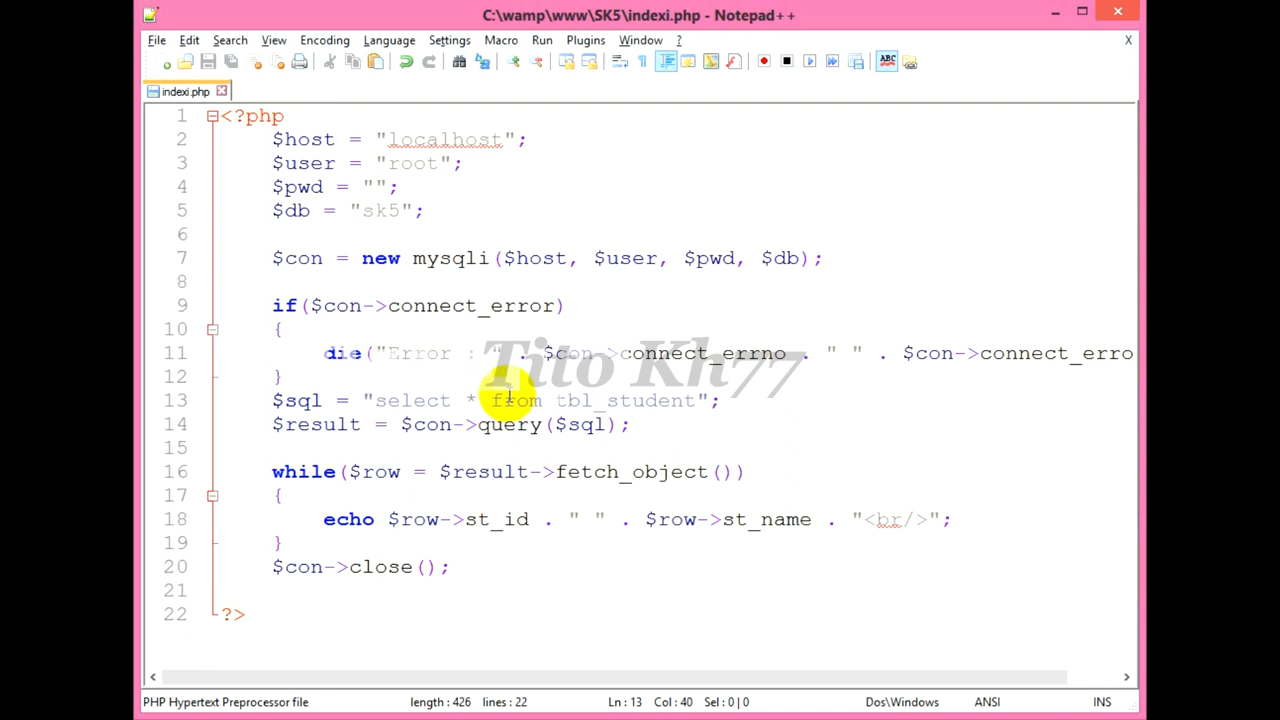 C:\wamp\www\SK5\indexi.php - Notepad++
File Edit Search View Encoding Language Settings Macro Run Plugins Window ? X
ABC
indexi.php
1 <?php
2 $host = "localhost";
3 $user = "root";
4 $pwd = "";
5 $db = "sk5";
6
7 $con = new mysqli($host, $user, $pwd, $db);
8
9 if($con->connect_error)
10 {
11 die("Error : " . $con->connect_errno . " " . $con->connect_erro
12 }
13 $sql = "select * from tbl_student";
14 $result = $con->query($sql);
15
16 while($row = $result->fetch_object())
17 {
18 echo $row->st_id . " " . $row->st_name . "<br/>";
19 }
20 $con->close();
21
22 ?>
Tito Kh77
PHP Hypertext Preprocessor file length : 426 lines : 22 Ln : 13 Col : 40 Sel : 0 | 0 Dos\Windows ANSI INS